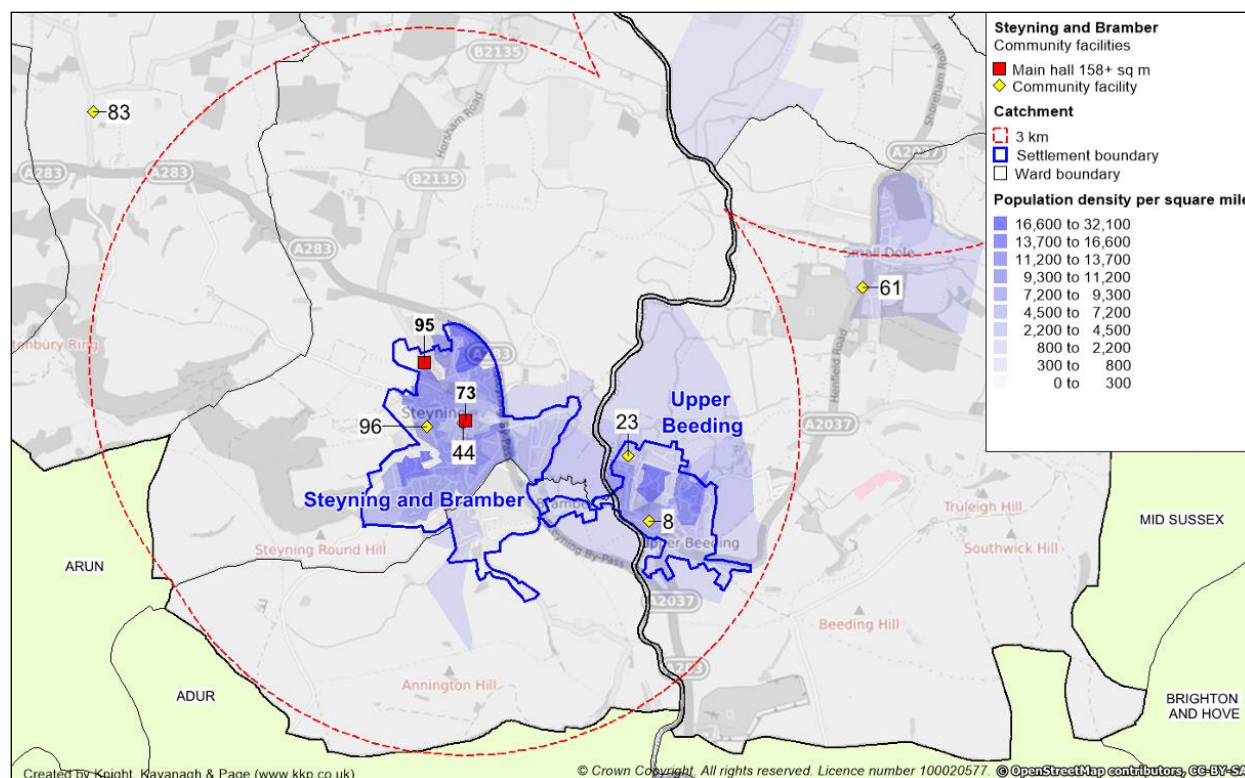 B2135
83
Horsham Road
Shoreham Road
A2037
A283
A283
B2135
A283
Small Dole
61
95
A283
Steyning By-Pass
Henfield Road
Upper
Beeding
73
Steyning
96
44
23
A2037
Steyning and Bramber
Bramber
8
Truleigh Hill
MID SUSSEX
Steyning Round Hill
Steyning By-Pass
Upper Beeding
Southwick Hill
ARUN
A2037
Beeding Hill
A283
Annington Hill
ADUR
BRIGHTON
AND HOVE
Steyning and Bramber
Community facilities
Main hall 158+ sq m
Community facility
Catchment
3 km
Settlement boundary
Ward boundary
Population density per square mile
16,600 to 32,100
13,700 to 16,600
11,200 to 13,700
9,300 to 11,200
7,200 to 9,300
4,500 to 7,200
2,200 to 4,500
800 to 2,200
300 to 800
0 to 300
Created by Knight, Kavanagh & Page (www.kkp.co.uk)
© Crown Copyright. All rights reserved. Licence number 100020577. © OpenStreetMap contributors, CC-BY-SA